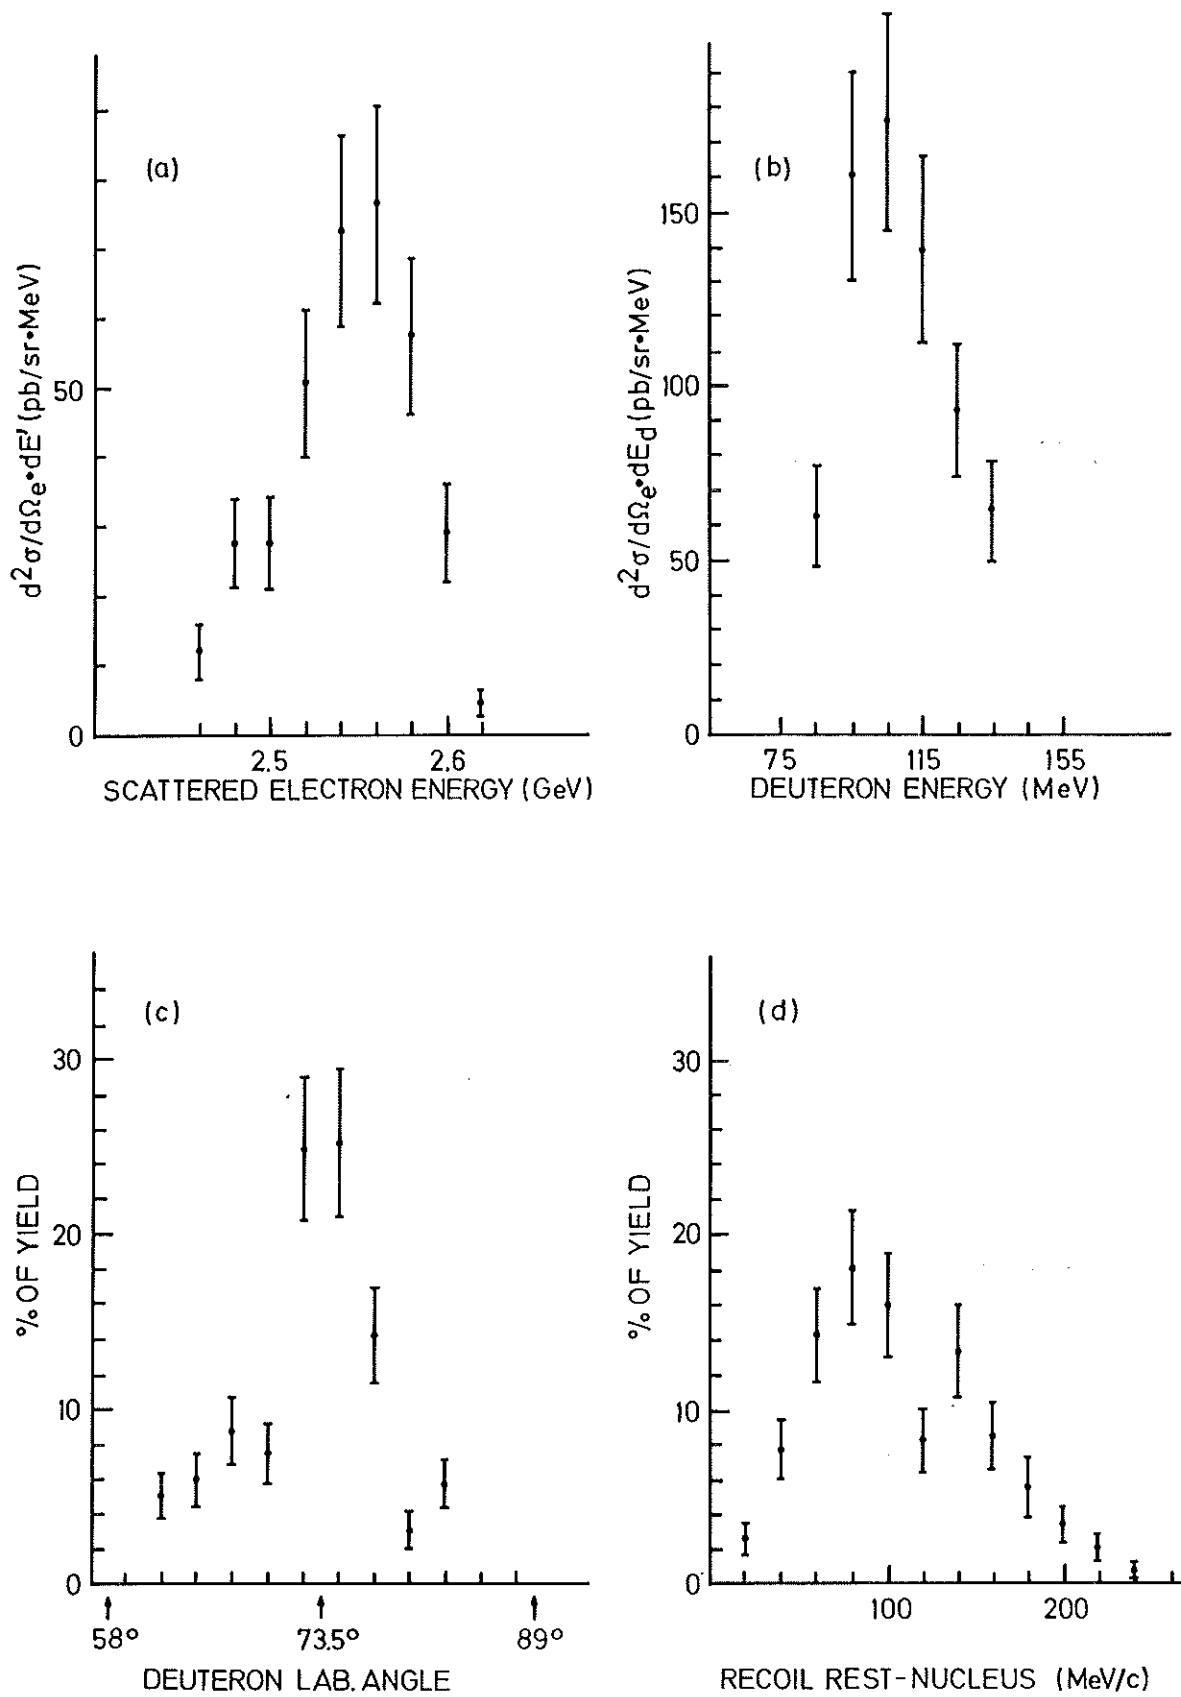 (a)
d²σ/dΩe•dE' (pb/sr•MeV)
50
0
2.5 2.6
SCATTERED ELECTRON ENERGY (GeV)
(b)
d²σ/dΩe•dEd (pb/sr•MeV)
150
100
50
0
75 115 155
DEUTERON ENERGY (MeV)
(c)
% OF YIELD
30
20
10
0
58° 73.5° 89°
DEUTERON LAB. ANGLE
(d)
% OF YIELD
30
20
10
0
100 200
RECOIL REST-NUCLEUS (MeV/c)